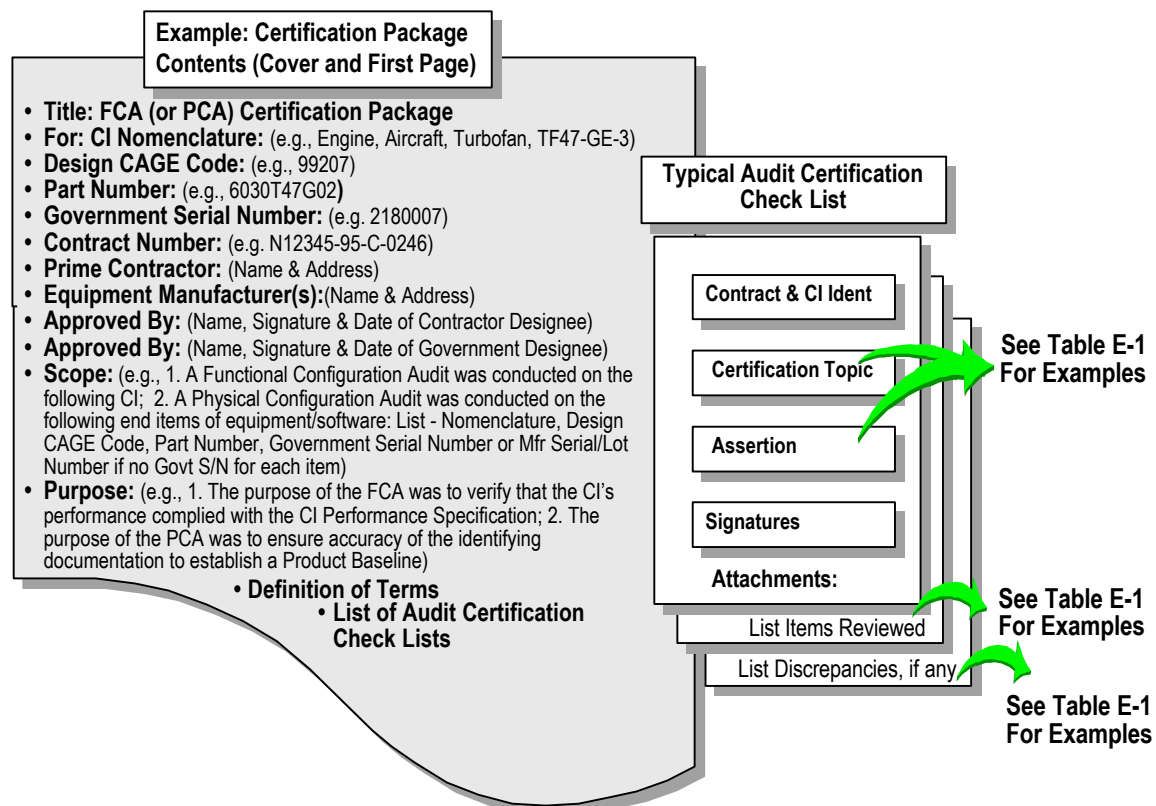 Example: Certification Package
Contents (Cover and First Page)
• Title: FCA (or PCA) Certification Package
• For: CI Nomenclature: (e.g., Engine, Aircraft, Turbofan, TF47-GE-3)
• Design CAGE Code: (e.g., 99207)
• Part Number: (e.g., 6030T47G02)
• Government Serial Number: (e.g. 2180007)
• Contract Number: (e.g. N12345-95-C-0246)
• Prime Contractor: (Name & Address)
• Equipment Manufacturer(s):(Name & Address)
• Approved By: (Name, Signature & Date of Contractor Designee)
• Approved By: (Name, Signature & Date of Government Designee)
• Scope: (e.g., 1. A Functional Configuration Audit was conducted on the
following CI; 2. A Physical Configuration Audit was conducted on the
following end items of equipment/software: List - Nomenclature, Design
CAGE Code, Part Number, Government Serial Number or Mfr Serial/Lot
Number if no Govt S/N for each item)
• Purpose: (e.g., 1. The purpose of the FCA was to verify that the CI's
performance complied with the CI Performance Specification; 2. The
purpose of the PCA was to ensure accuracy of the identifying
documentation to establish a Product Baseline)
• Definition of Terms
• List of Audit Certification
Check Lists
Typical Audit Certification
Check List
Contract & CI Ident
Certification Topic
Assertion
Signatures
Attachments:
List Items Reviewed
List Discrepancies, if any
See Table E-1
For Examples
See Table E-1
For Examples
See Table E-1
For Examples